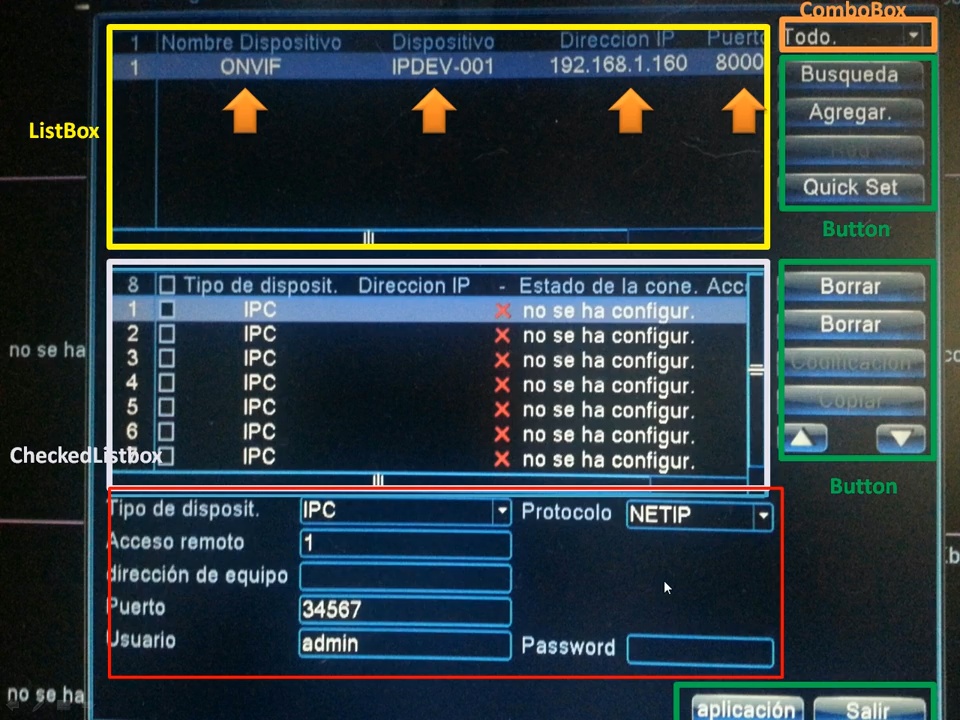 ComboBox
1 Nombre Dispositivo Dispositivo Direccion IP Puerto
Todo.
1 ONVIF IPDEV-001 192.168.1.160 8000
Busqueda
Agregar.
ListBox
Quick Set
Button
8 Tipo de disposit. Direccion IP - Estado de la cone. Acc
Borrar
1 IPC no se ha configur.
Borrar
2 IPC no se ha configur.
no se ha
3 IPC no se ha configur.
Codificacion
4 IPC no se ha configur.
Copiar
5 IPC no se ha configur.
6 IPC no se ha configur.
CheckedListbox
7 IPC no se ha configur.
Button
Tipo de disposit. IPC Protocolo NETIP
Acceso remoto 1
dirección de equipo
Puerto 34567
Usuario admin Password
no se ha
aplicación Salir